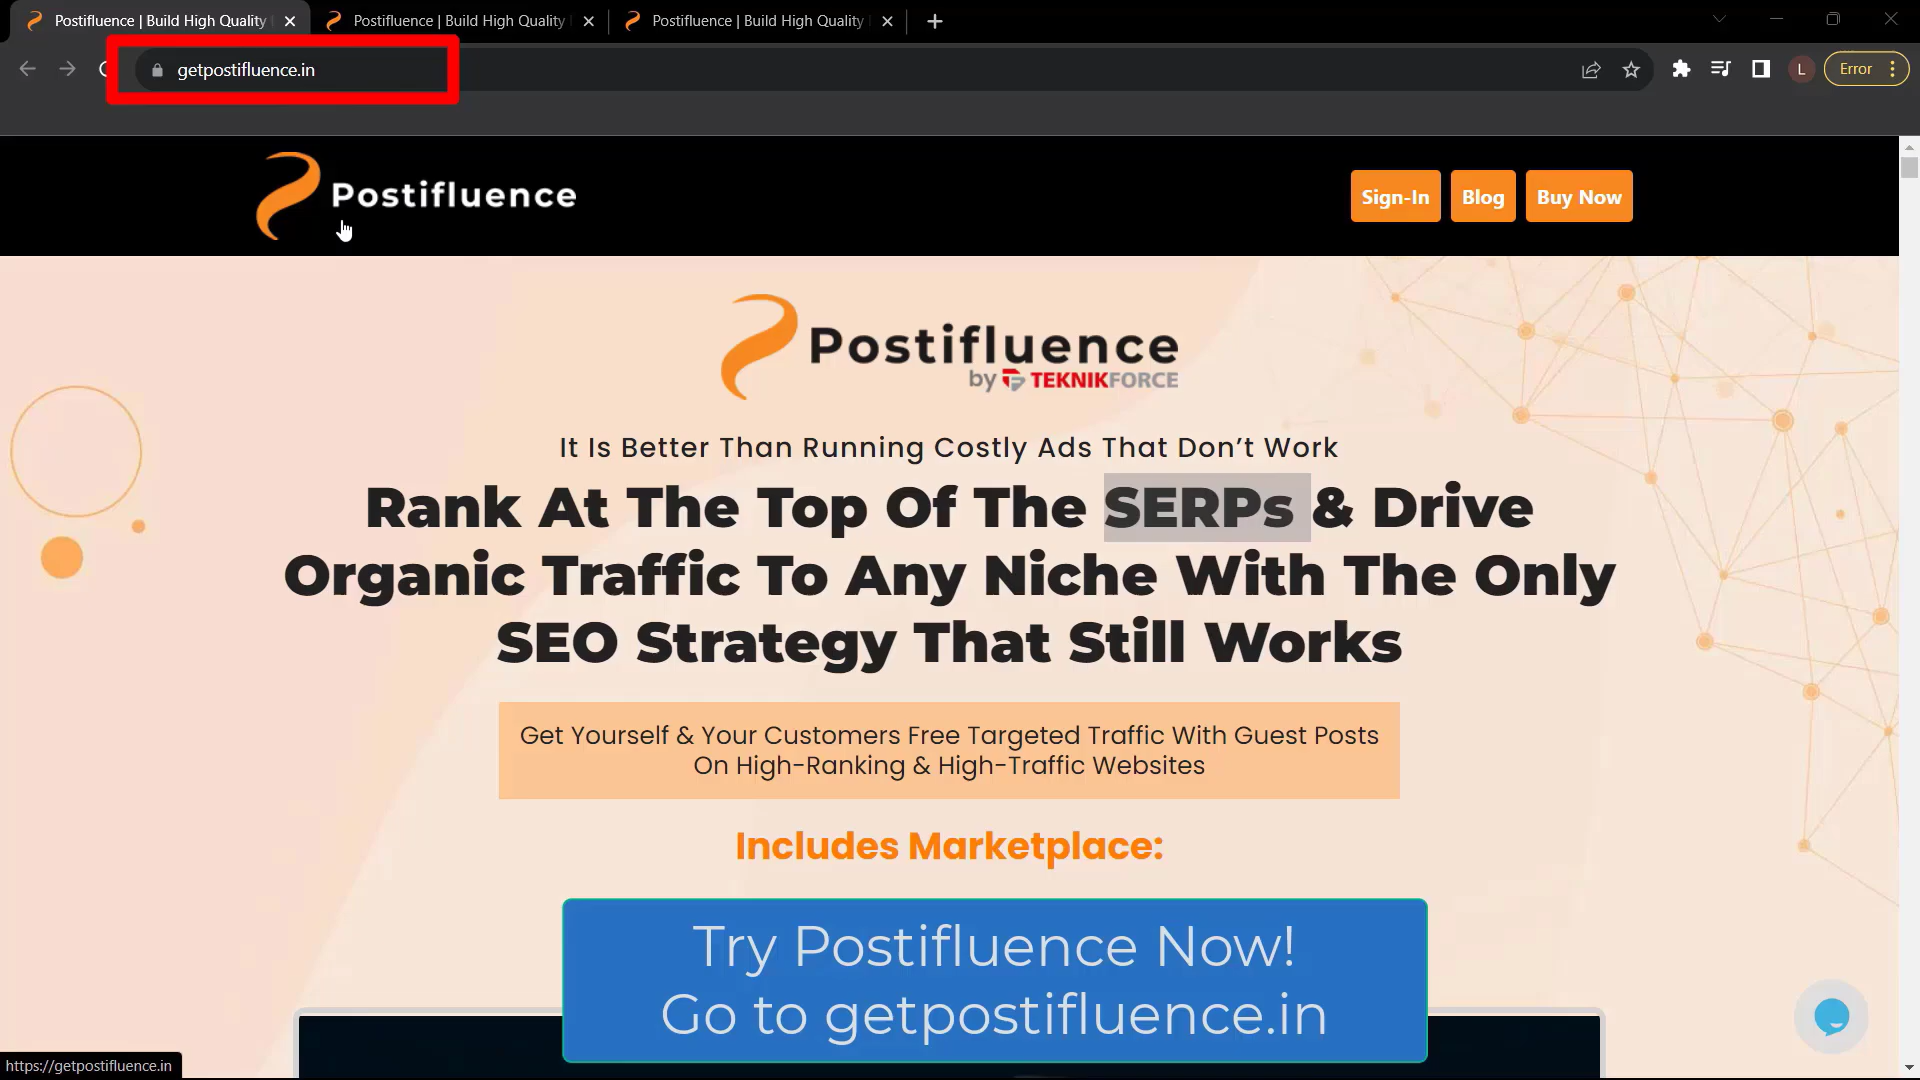 Postifluence | Build High Quality
Postifluence | Build High Quality
Postifluence | Build High Quality
getpostifluence.in
L
Error
Postifluence
Sign-In
Blog
Buy Now
Postifluence
by TEKNIKFORCE
It Is Better Than Running Costly Ads That Don’t Work
Rank At The Top Of The SERPs & Drive
Organic Traffic To Any Niche With The Only
SEO Strategy That Still Works
Get Yourself & Your Customers Free Targeted Traffic With Guest Posts
On High-Ranking & High-Traffic Websites
Includes Marketplace:
Try Postifluence Now!
Go to getpostifluence.in
https://getpostifluence.in